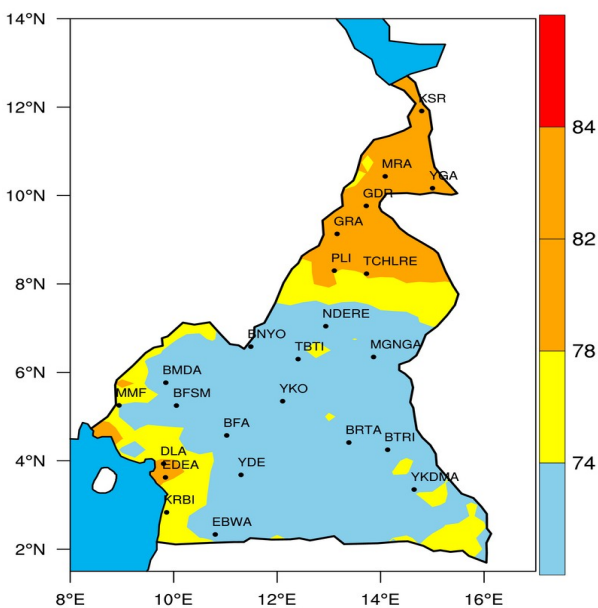 14°N
12°N
10°N
8°N
6°N
4°N
2°N
KSR
MRA
YGA
GDR
GRA
PLI
TCHLRE
NDERE
BNYO
TBTI
MGNGA
BMDA
MMF
BFSM
YKO
BFA
BRTA
BTRI
DLA
EDEA
YDE
YKDMA
KRBI
EBWA
8°E
10°E
12°E
14°E
16°E
84
82
78
74